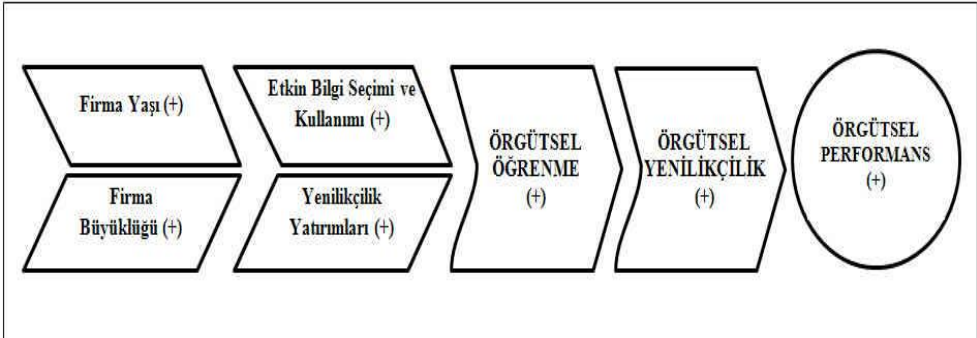 Firma Yaşı (+)
Firma
Büyüklüğü (+)
Etkin Bilgi Seçimi ve
Kullanımı (+)
Yenilikçilik
Yatırımları (+)
ÖRGÜTSEL
ÖĞRENME
(+)
ÖRGÜTSEL
YENİLİKÇİLİK
(+)
ÖRGÜTSEL
PERFORMANS
(+)